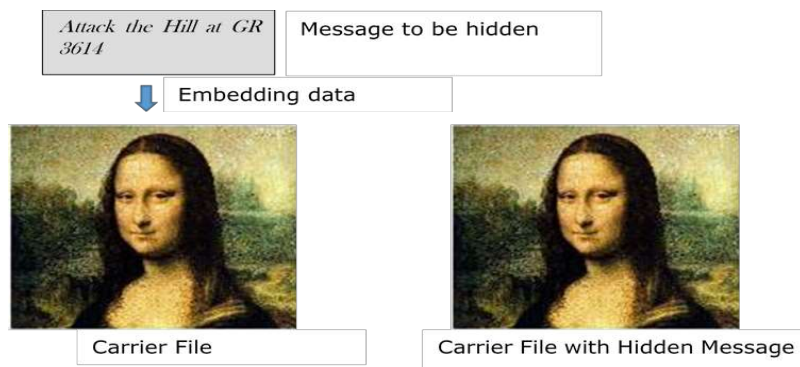 Attack the Hill at GR
3614
Message to be hidden
Embedding data
Carrier File
Carrier File with Hidden Message